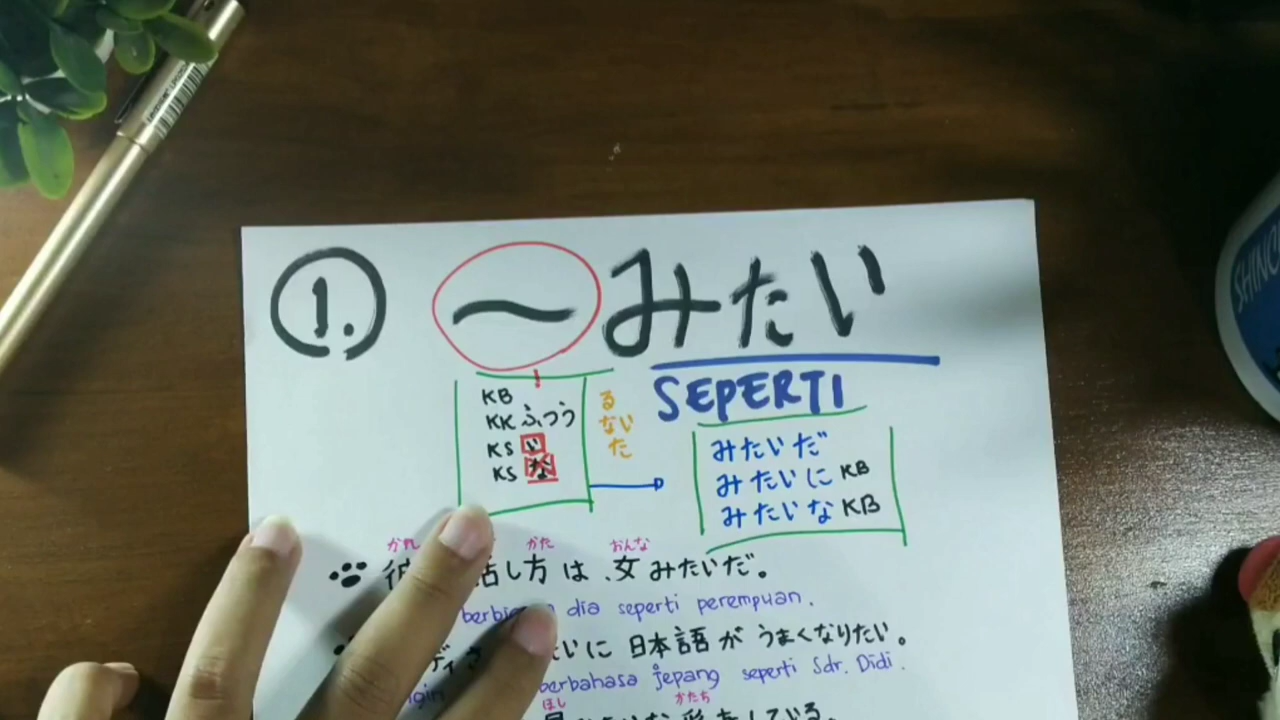 1. ～みたい
SEPERTI
KB
KK ふつう
KS い
KS な
る
ない
た
みたいだ
みたいに KB
みたいな KB
かれ かた おんな
彼 話し方は、女みたいだ。
dia seperti perempuan.
ディさ たいに 日本語が うまくなりたい。
berbahasa jepang seperti Sdr. Didi.
ほし かたち
SHINO